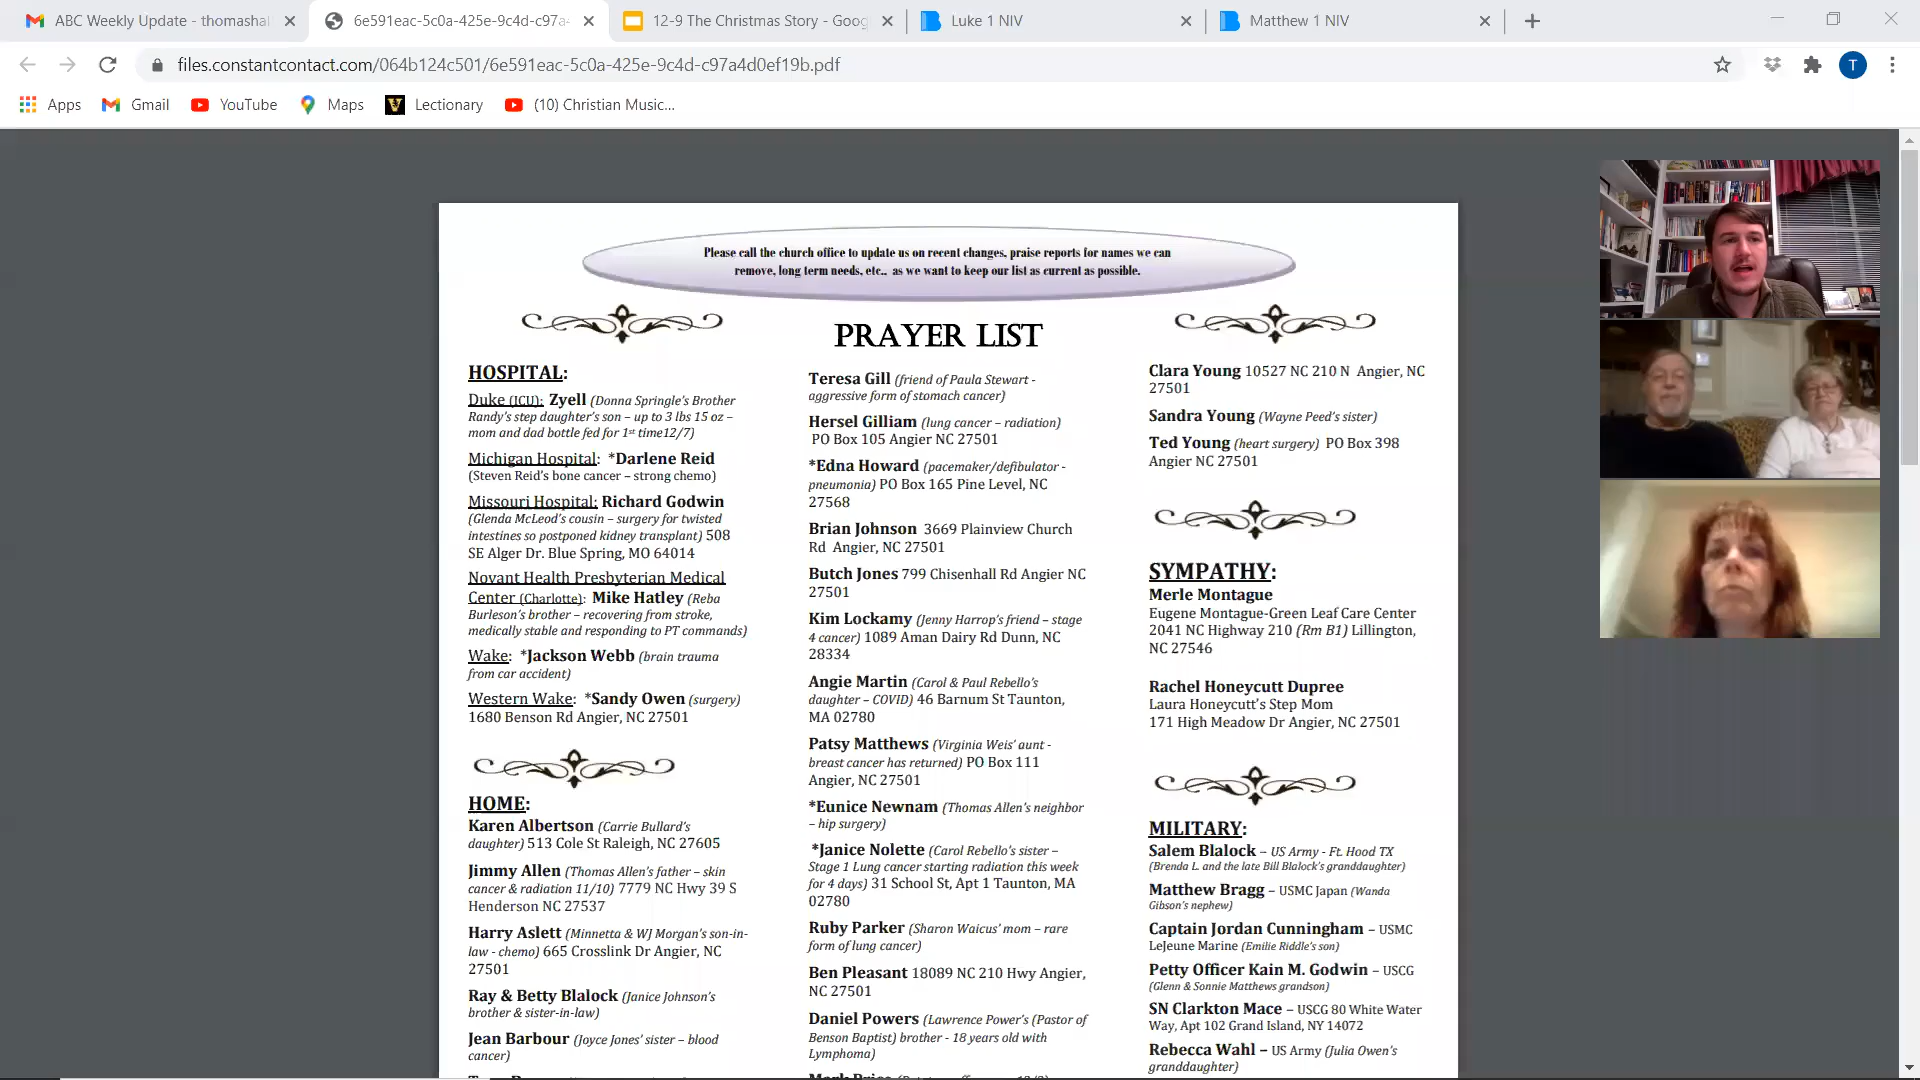 ABC Weekly Update - thomashal
6e591eac-5c0a-425e-9c4d-c97a-
12-9 The Christmas Story - Goog
Luke 1 NIV
Matthew 1 NIV
files.constantcontact.com/064b124c501/6e591eac-5c0a-425e-9c4d-c97a4d0ef19b.pdf
T
Apps
Gmail
YouTube
Maps
Lectionary
(10) Christian Music...
Please call the church office to update us on recent changes, praise reports for names we can
remove, long term needs, etc.. as we want to keep our list as current as possible.
PRAYER LIST
HOSPITAL:
Duke (ICU): Zyell (Donna Springle's Brother
Randy's step daughter's son – up to 3 lbs 15 oz –
mom and dad bottle fed for 1st time12/7)
Michigan Hospital: *Darlene Reid
(Steven Reid's bone cancer – strong chemo)
Missouri Hospital: Richard Godwin
(Glenda McLeod's cousin – surgery for twisted
intestines so postponed kidney transplant) 508
SE Alger Dr. Blue Spring, MO 64014
Novant Health Presbyterian Medical
Center (Charlotte): Mike Hatley (Reba
Burleson's brother – recovering from stroke,
medically stable and responding to PT commands)
Wake: *Jackson Webb (brain trauma
from car accident)
Western Wake: *Sandy Owen (surgery)
1680 Benson Rd Angier, NC 27501
HOME:
Karen Albertson (Carrie Bullard's
daughter) 513 Cole St Raleigh, NC 27605
Jimmy Allen (Thomas Allen's father – skin
cancer & radiation 11/10) 7779 NC Hwy 39 S
Henderson NC 27537
Harry Aslett (Minnetta & WJ Morgan's son-in-
law - chemo) 665 Crosslink Dr Angier, NC
27501
Ray & Betty Blalock (Janice Johnson's
brother & sister-in-law)
Jean Barbour (Joyce Jones' sister – blood
cancer)
Teresa Gill (friend of Paula Stewart -
aggressive form of stomach cancer)
Hersel Gilliam (lung cancer – radiation)
PO Box 105 Angier NC 27501
*Edna Howard (pacemaker/defibulator -
pneumonia) PO Box 165 Pine Level, NC
27568
Brian Johnson 3669 Plainview Church
Rd Angier, NC 27501
Butch Jones 799 Chisenhall Rd Angier NC
27501
Kim Lockamy (Jenny Harrop's friend – stage
4 cancer) 1089 Aman Dairy Rd Dunn, NC
28334
Angie Martin (Carol & Paul Rebello's
daughter – COVID) 46 Barnum St Taunton,
MA 02780
Patsy Matthews (Virginia Weis' aunt -
breast cancer has returned) PO Box 111
Angier, NC 27501
*Eunice Newnam (Thomas Allen's neighbor
– hip surgery)
*Janice Nolette (Carol Rebello's sister –
Stage 1 Lung cancer starting radiation this week
for 4 days) 31 School St, Apt 1 Taunton, MA
02780
Ruby Parker (Sharon Waicus' mom – rare
form of lung cancer)
Ben Pleasant 18089 NC 210 Hwy Angier,
NC 27501
Daniel Powers (Lawrence Power's (Pastor of
Benson Baptist) brother - 18 years old with
Lymphoma)
Clara Young 10527 NC 210 N Angier, NC
27501
Sandra Young (Wayne Peed's sister)
Ted Young (heart surgery) PO Box 398
Angier NC 27501
SYMPATHY:
Merle Montague
Eugene Montague-Green Leaf Care Center
2041 NC Highway 210 (Rm B1) Lillington,
NC 27546
Rachel Honeycutt Dupree
Laura Honeycutt's Step Mom
171 High Meadow Dr Angier, NC 27501
MILITARY:
Salem Blalock – US Army - Ft. Hood TX
(Brenda L. and the late Bill Blalock's granddaughter)
Matthew Bragg – USMC Japan (Wanda
Gibson's nephew)
Captain Jordan Cunningham – USMC
LeJeune Marine (Emilie Riddle's son)
Petty Officer Kain M. Godwin – USCG
(Glenn & Sonnie Matthews grandson)
SN Clarkton Mace – USCG 80 White Water
Way, Apt 102 Grand Island, NY 14072
Rebecca Wahl – US Army (Julia Owen's
granddaughter)